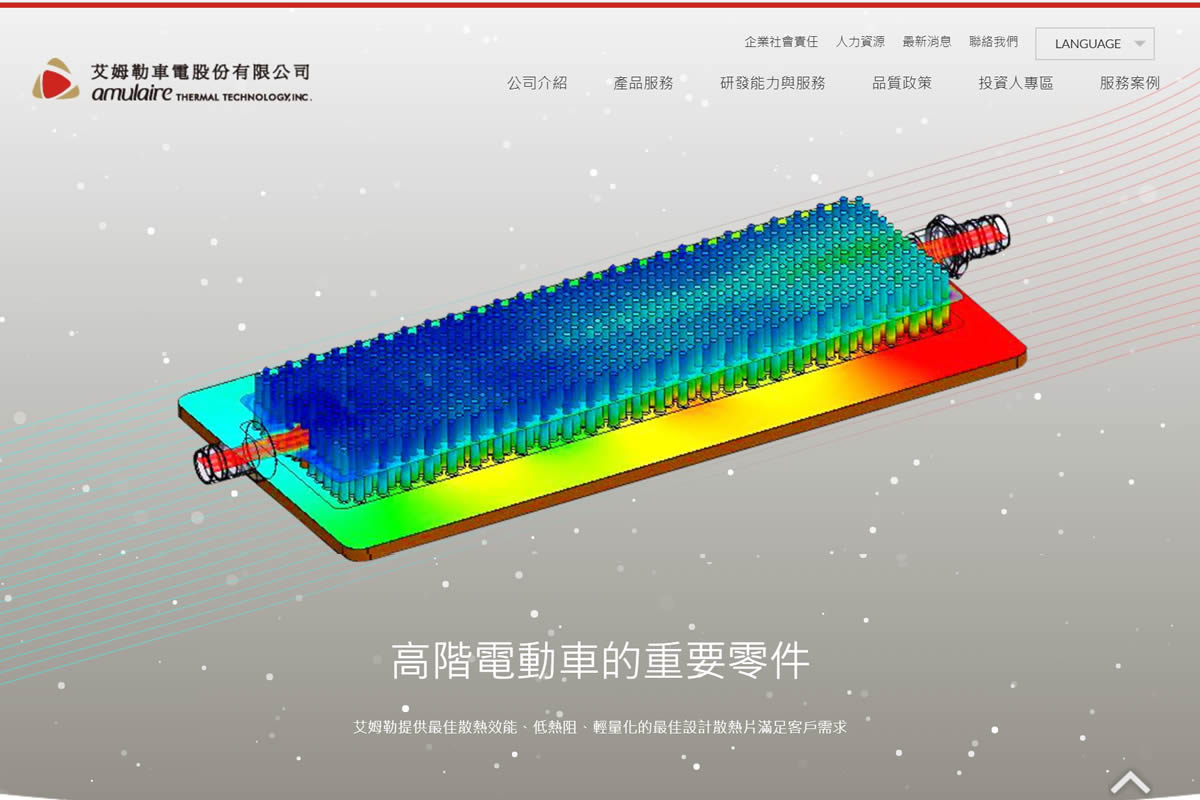 企業社會責任 人力資源 最新消息 聯絡我們 LANGUAGE
艾姆勒車電股份有限公司
amulaire THERMAL TECHNOLOGY,INC.
公司介紹 產品服務 研發能力與服務 品質政策 投資人專區 服務案例
高階電動車的重要零件
艾姆勒提供最佳散熱效能、低熱阻、輕量化的最佳設計散熱片滿足客戶需求